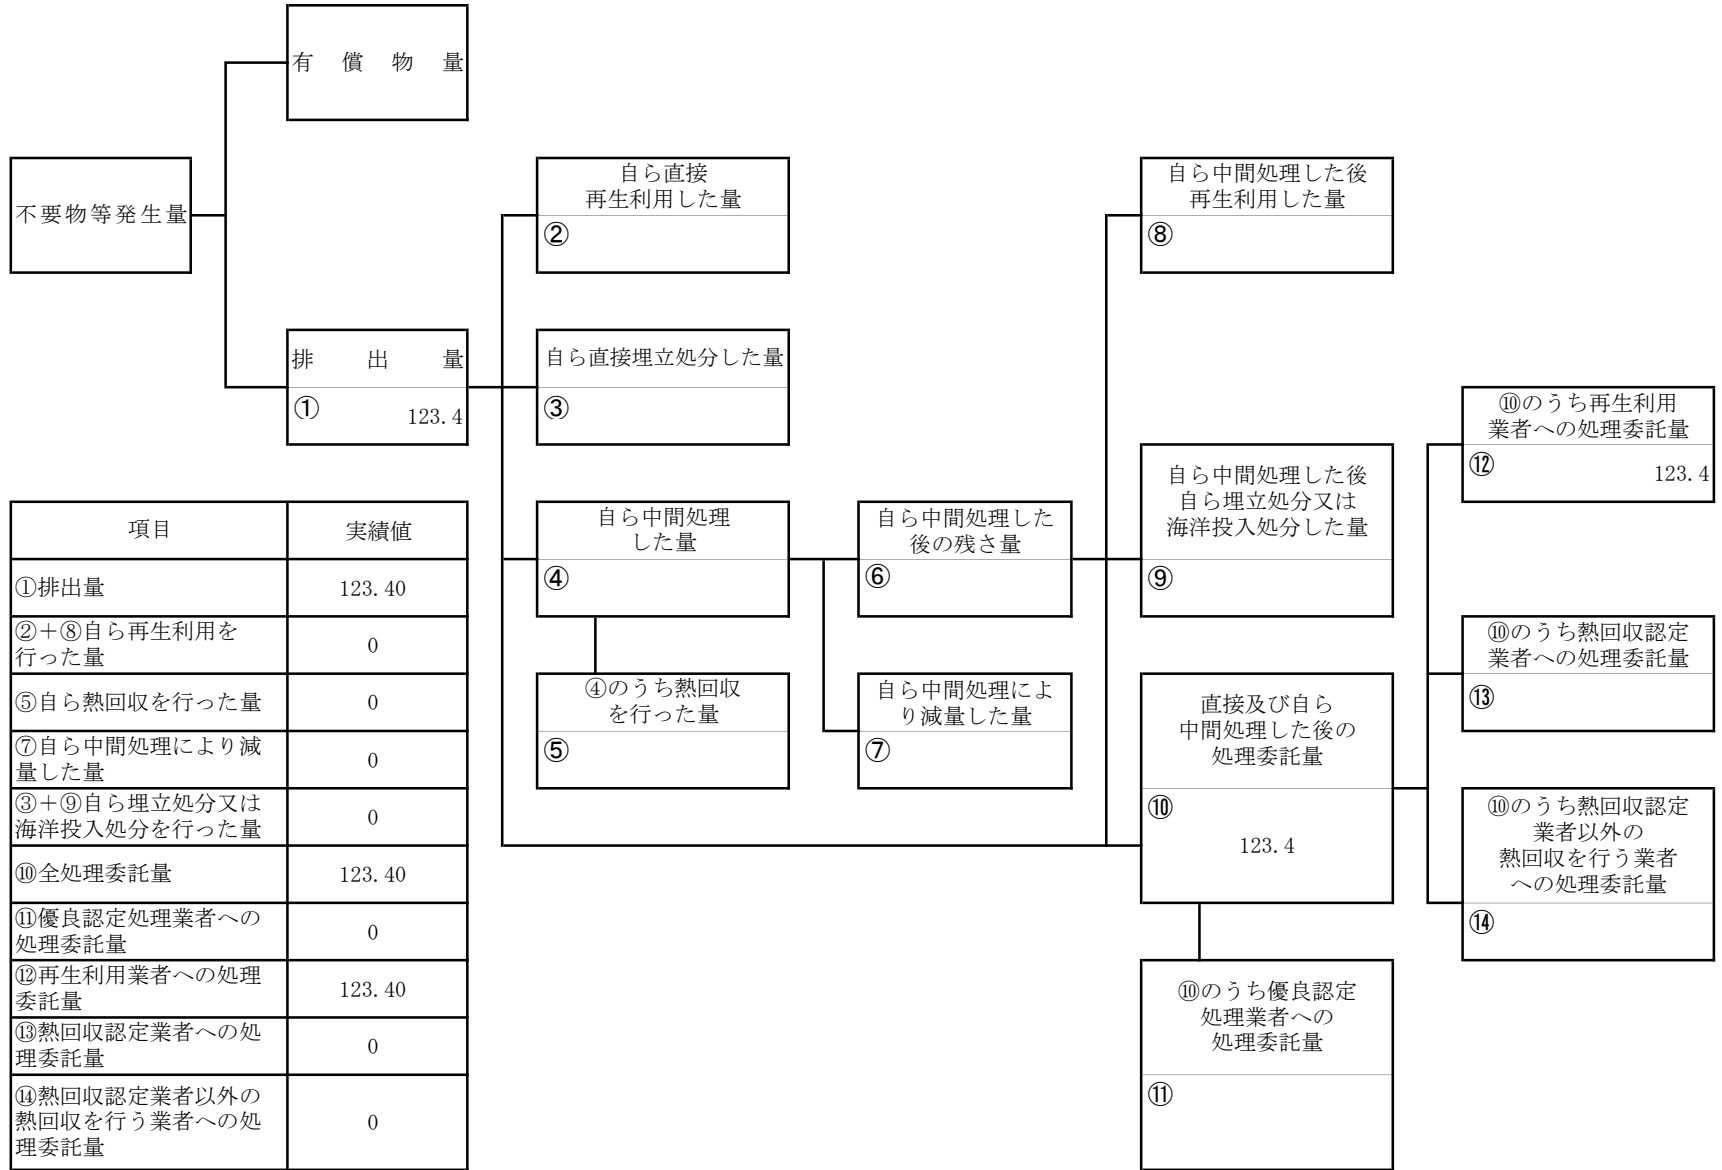 有償物量
不要物等発生量
排出量
①
123.4
自ら直接
再生利用した量
②
自ら直接埋立処分した量
③
自ら中間処理
した量
④
④のうち熱回収
を行った量
⑤
自ら中間処理した
後の残さ量
⑥
自ら中間処理によ
り減量した量
⑦
自ら中間処理した後
再生利用した量
⑧
自ら中間処理した後
自ら埋立処分又は
海洋投入処分した量
⑨
直接及び自ら
中間処理した後の
処理委託量
⑩
123.4
⑩のうち優良認定
処理業者への
処理委託量
⑪
⑩のうち再生利用
業者への処理委託量
⑫
123.4
⑩のうち熱回収認定
業者への処理委託量
⑬
⑩のうち熱回収認定
業者以外の
熱回収を行う業者
への処理委託量
⑭
項目 実績値
①排出量 123.40
②+⑧自ら再生利用を
行った量 0
⑤自ら熱回収を行った量 0
⑦自ら中間処理により減
量した量 0
③+⑨自ら埋立処分又は
海洋投入処分を行った量 0
⑩全処理委託量 123.40
⑪優良認定処理業者への
処理委託量 0
⑫再生利用業者への処理
委託量 123.40
⑬熱回収認定業者への処
理委託量 0
⑭熱回収認定業者以外の
熱回収を行う業者への処
理委託量 0